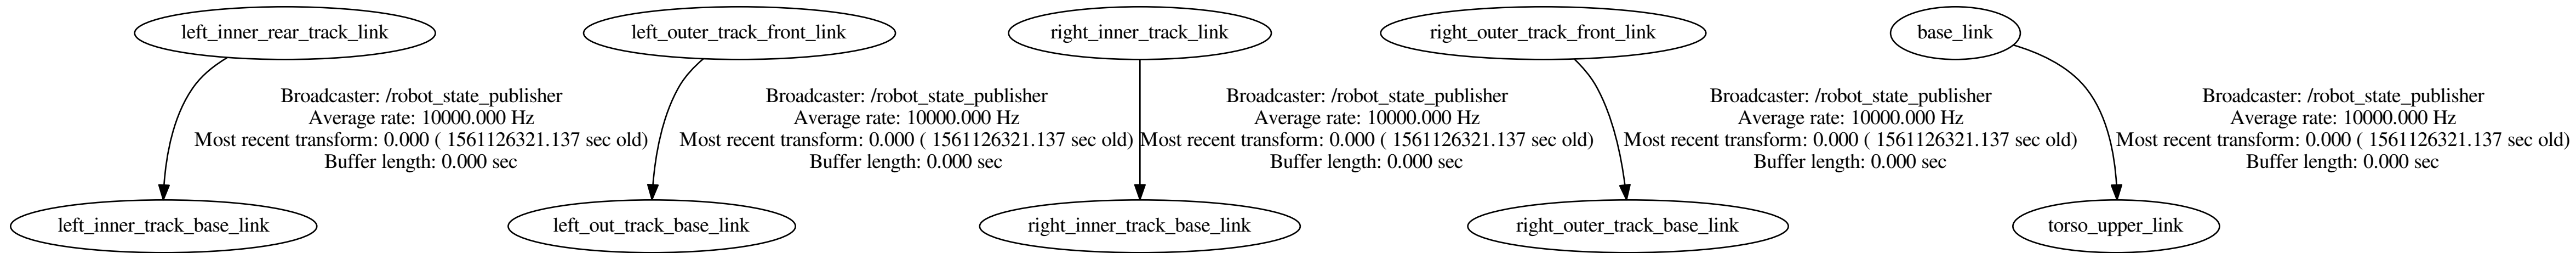 left_inner_rear_track_link
left_outer_track_front_link
right_inner_track_link
right_outer_track_front_link
base_link
Broadcaster: /robot_state_publisher
Average rate: 10000.000 Hz
Most recent transform: 0.000 ( 1561126321.137 sec old)
Buffer length: 0.000 sec
Broadcaster: /robot_state_publisher
Average rate: 10000.000 Hz
Most recent transform: 0.000 ( 1561126321.137 sec old)
Buffer length: 0.000 sec
Broadcaster: /robot_state_publisher
Average rate: 10000.000 Hz
Most recent transform: 0.000 ( 1561126321.137 sec old)
Buffer length: 0.000 sec
Broadcaster: /robot_state_publisher
Average rate: 10000.000 Hz
Most recent transform: 0.000 ( 1561126321.137 sec old)
Buffer length: 0.000 sec
Broadcaster: /robot_state_publisher
Average rate: 10000.000 Hz
Most recent transform: 0.000 ( 1561126321.137 sec old)
Buffer length: 0.000 sec
left_inner_track_base_link
left_out_track_base_link
right_inner_track_base_link
right_outer_track_base_link
torso_upper_link